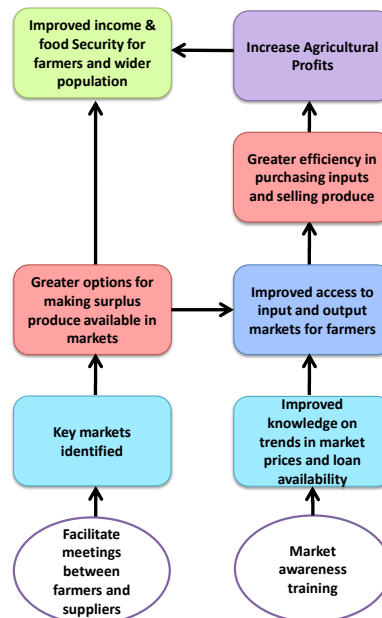 Improved income &
food Security for
farmers and wider
population
Increase Agricultural
Profits
Greater efficiency in
purchasing inputs
and selling produce
Greater options for
making surplus
produce available in
markets
Improved access to
input and output
markets for farmers
Key markets
identified
Improved
knowledge on
trends in market
prices and loan
availability
Facilitate
meetings
between
farmers and
suppliers
Market
awareness
training